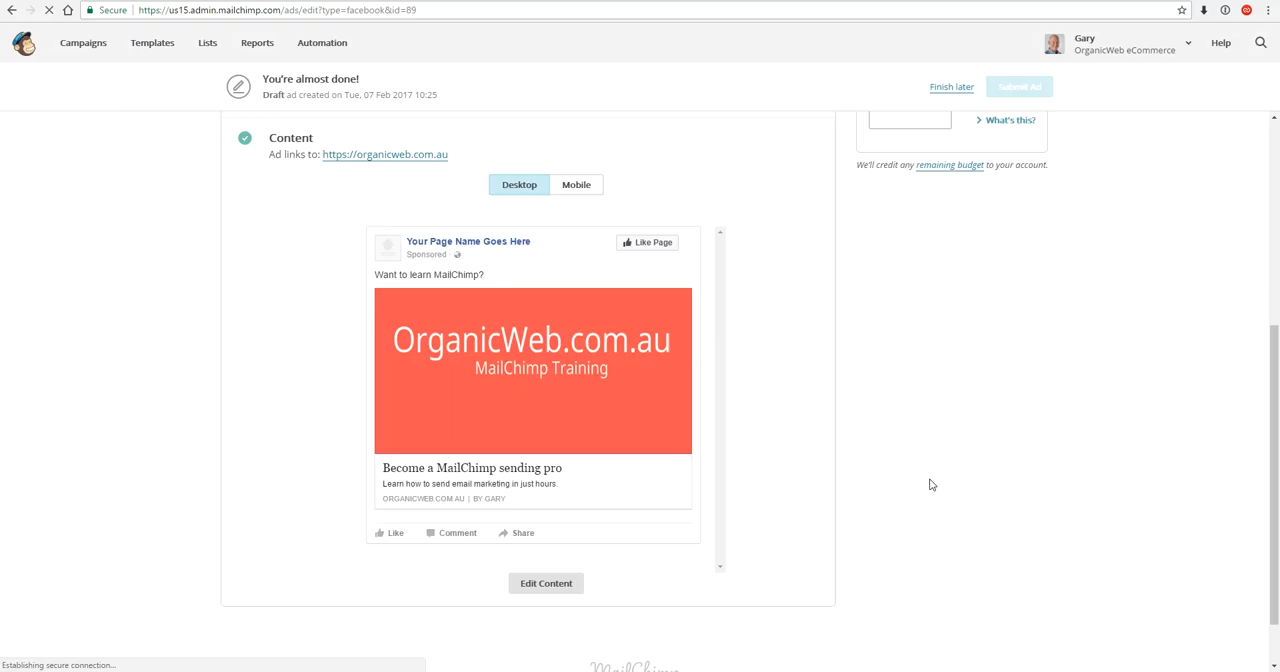 Secure
https://us15.admin.mailchimp.com/ads/edit?type=facebook&id=89
Campaigns
Templates
Lists
Reports
Automation
Gary
OrganicWeb eCommerce
Help
You're almost done!
Draft ad created on Tue, 07 Feb 2017 10:25
Finish later
Submit Ad
Content
Ad links to: https://organicweb.com.au
What's this?
We'll credit any remaining budget to your account.
Desktop
Mobile
Your Page Name Goes Here
Sponsored
Like Page
Want to learn MailChimp?
OrganicWeb.com.au
MailChimp Training
Become a MailChimp sending pro
Learn how to send email marketing in just hours.
ORGANICWEB.COM.AU | BY GARY
Like
Comment
Share
Edit Content
MailChimp
Establishing secure connection...